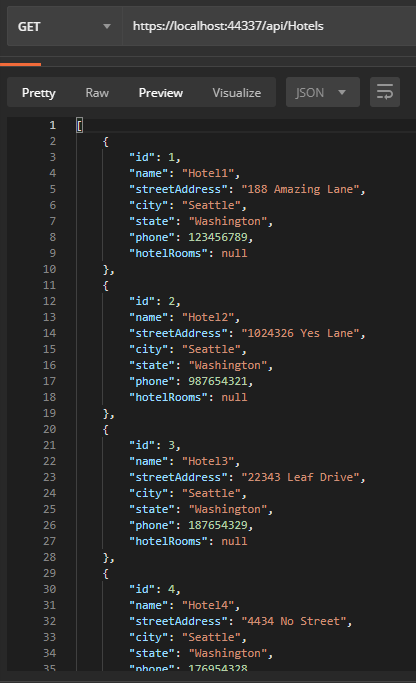 GET https://localhost:44337/api/Hotels
Pretty Raw Preview Visualize JSON
1 [
2 {
3 "id": 1,
4 "name": "Hotel1",
5 "streetAddress": "188 Amazing Lane",
6 "city": "Seattle",
7 "state": "Washington",
8 "phone": 123456789,
9 "hotelRooms": null
10 },
11 {
12 "id": 2,
13 "name": "Hotel2",
14 "streetAddress": "1024326 Yes Lane",
15 "city": "Seattle",
16 "state": "Washington",
17 "phone": 987654321,
18 "hotelRooms": null
19 },
20 {
21 "id": 3,
22 "name": "Hotel3",
23 "streetAddress": "22343 Leaf Drive",
24 "city": "Seattle",
25 "state": "Washington",
26 "phone": 187654329,
27 "hotelRooms": null
28 },
29 {
30 "id": 4,
31 "name": "Hotel4",
32 "streetAddress": "4434 No Street",
33 "city": "Seattle",
34 "state": "Washington",
35 "phone": 176954328